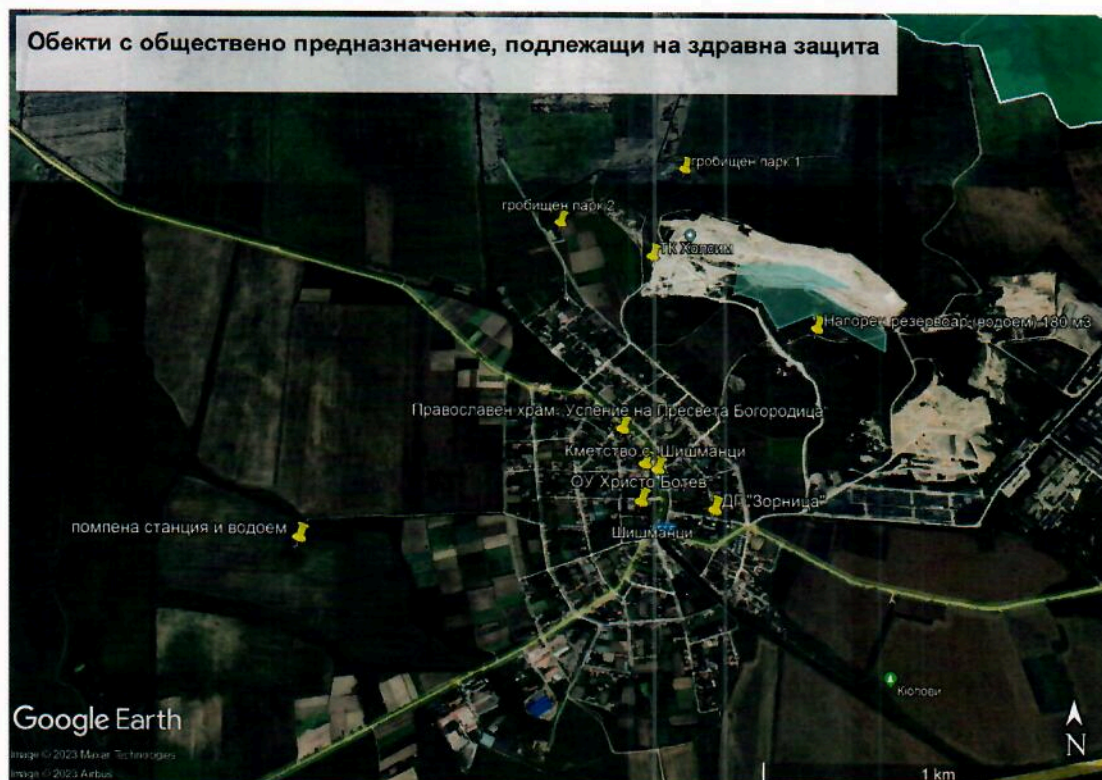 Обекти с обществено предназначение, подлежащи на здравна защита
гробищен парк 1
гробищен парк 2
ТК Холсим
Напорен резервоар (водоем) 180 м3
Православен храм "Успение на Пресвета Богородица"
Кметство с. Шишманци
ОУ "Христо Ботев"
ДГ "Зорница"
помпена станция и водоем
Шишманци
Кюпови
Google Earth
Image © 2023 Maxar Technologies
Image © 2023 Airbus
N
1 km